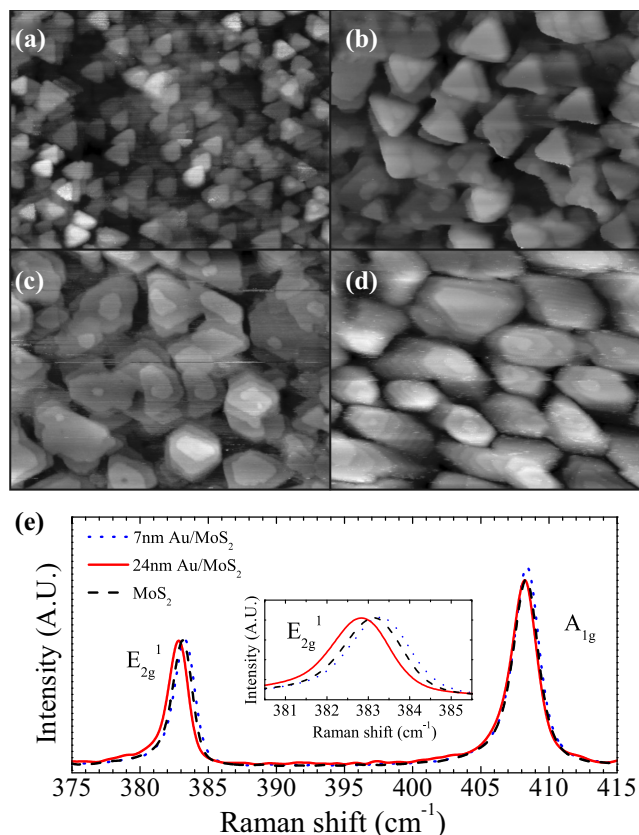 (a)
(b)
(c)
(d)
(e)
7nm Au/MoS₂
24nm Au/MoS₂
MoS₂
E₂g¹
A₁g
Intensity (A.U.)
E₂g¹
381 382 383 384 385
Raman shift (cm⁻¹)
Intensity (A.U.)
375 380 385 390 395 400 405 410 415
Raman shift (cm⁻¹)